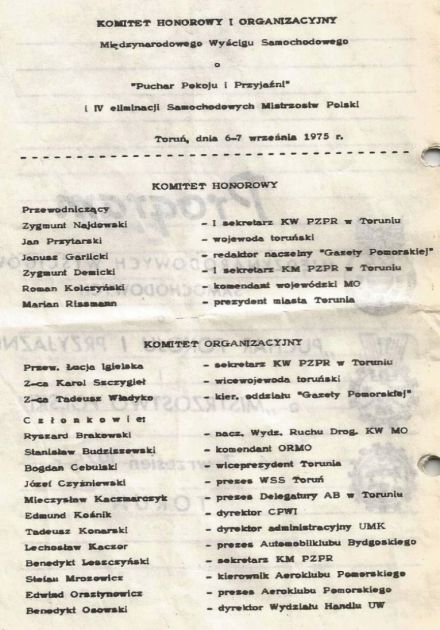 KOMITET HONOROWY I ORGANIZACYJNY
Międzynarodowego Wyścigu Samochodowego
o
"Puchar Pokoju i Przyjaźni"
i IV eliminacji Samochodowych Mistrzostw Polski
Toruń, dnia 6-7 września 1975 r.
KOMITET HONOROWY
Przewodniczący
Zygmunt Najdowski - I sekretarz KW PZPR w Toruniu
Jan Przytarski - wojewoda toruński
Janusz Garlicki - redaktor naczelny "Gazety Pomorskiej"
Zygmunt Demicki - I sekretarz KM PZPR w Toruniu
Roman Kolczyński - komendant wojewódzki MO
Marian Rissmann - prezydent miasta Torunia
KOMITET ORGANIZACYJNY
Przew. Łucja Igielska - sekretarz KW PZPR w Toruniu
Z-ca Karol Szczygieł - wicewojewoda toruński
Z-ca Tadeusz Władyko - kier. oddziału "Gazety Pomorskiej"
Członkowie:
Ryszard Brakowski - nacz. Wydz. Ruchu Drog. KW MO
Stanisław Budziszewski - komendant ORMO
Bogdan Cebulski - wiceprezydent Torunia
Józef Czyżniewski - prezes WSS Toruń
Mieczysław Kaczmarczyk - prezes Delegatury AB w Toruniu
Edmund Kośnik - dyrektor CPWI
Tadeusz Konarski - dyrektor administracyjny UMK
Lechosław Kaczor - prezes Automobilklubu Bydgoskiego
Benedykt Leszczyński - sekretarz KM PZPR
Stefan Mrozowicz - kierownik Aeroklubu Pomorskiego
Edwiad Orsztynowicz - prezes Aeroklubu Pomorskiego
Benedykt Osowski - dyrektor Wydziału Handlu UW